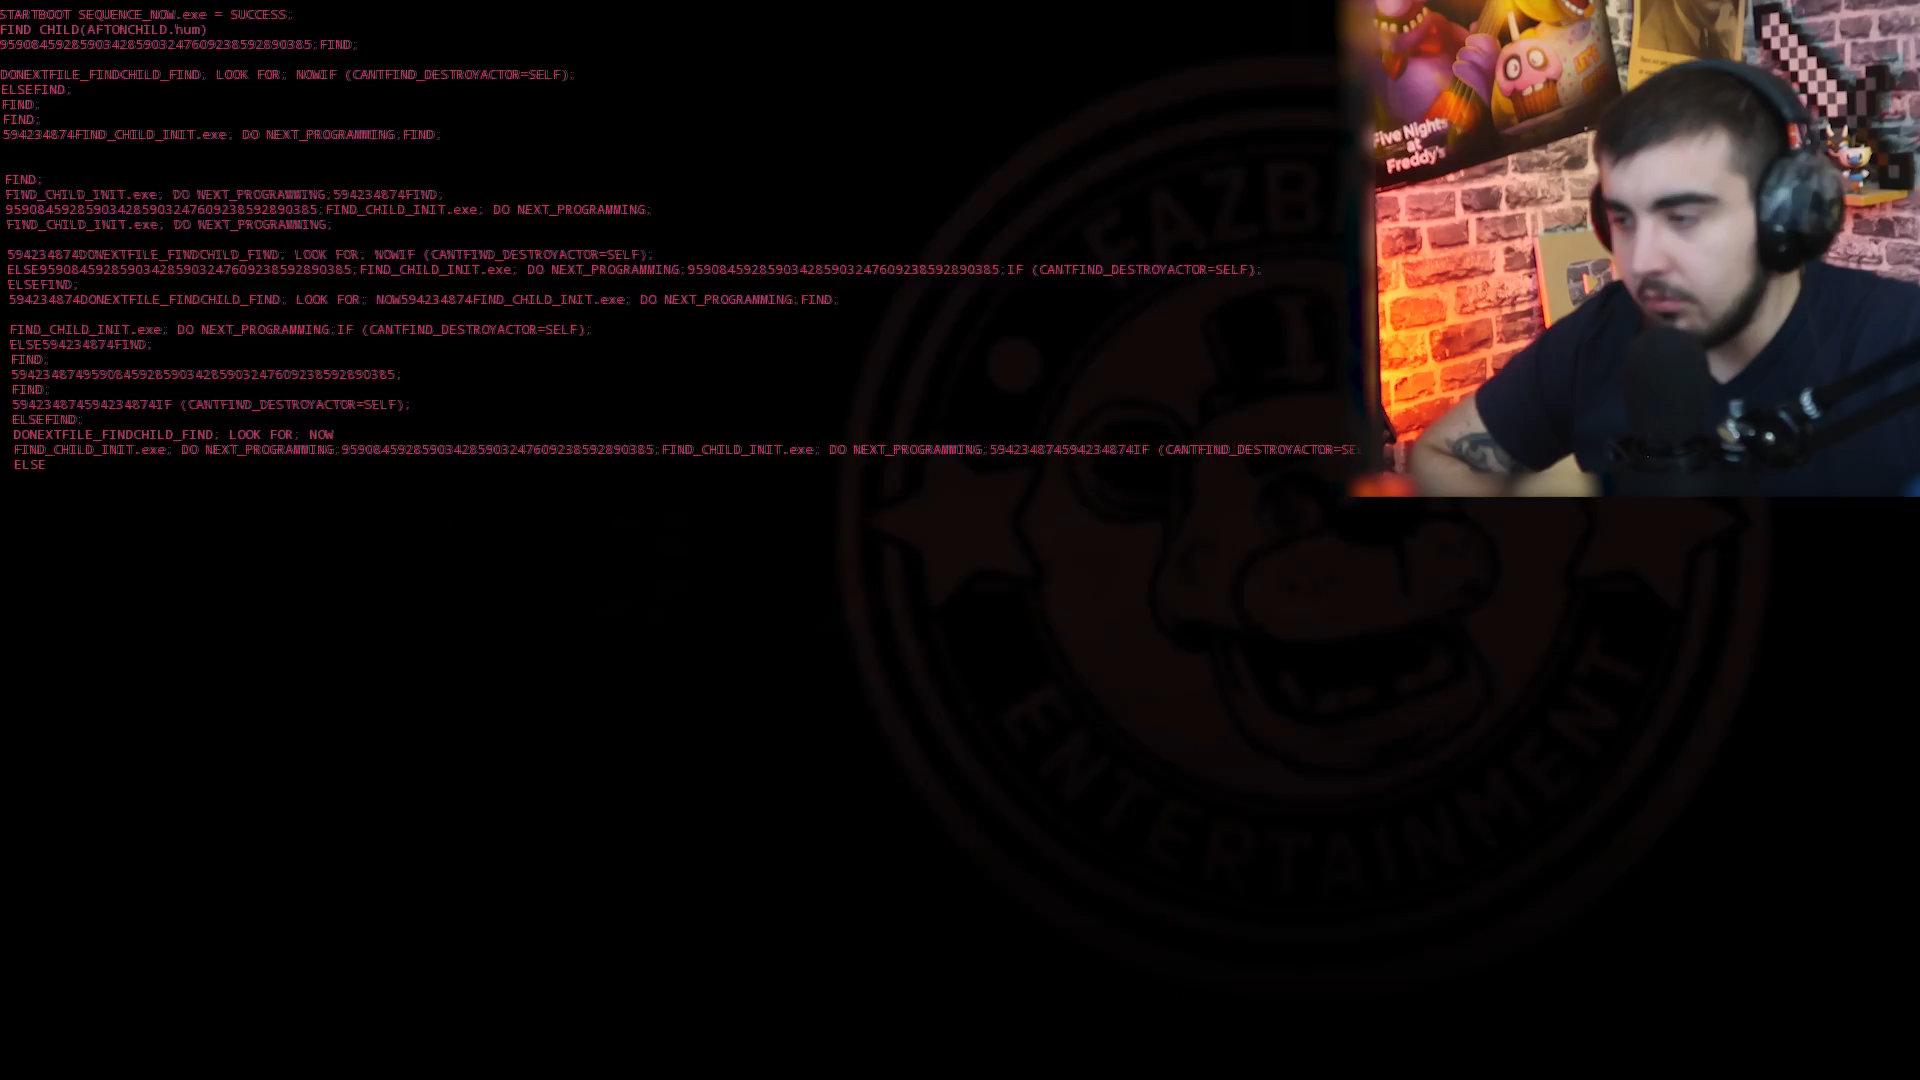 STARTBOOT SEQUENCE_NOW.exe = SUCCESS;
FIND CHILD(AFTONCHILD.hum)
95908459285903428590324760923859289​0385;FIND;
DONEXTFILE_FINDCHILD_FIND; LOOK FOR; NOWIF (CANTFIND_DESTROYACTOR=SELF);
ELSEFIND;
FIND;
FIND;
594234874FIND_CHILD_INIT.exe; DO NEXT_PROGRAMMING;FIND;
FIND;
FIND_CHILD_INIT.exe; DO NEXT_PROGRAMMING;594234874FIND;
959084592859034285903247609238592890385;FIND_CHILD_INIT.exe; DO NEXT_PROGRAMMING;
FIND_CHILD_INIT.exe; DO NEXT_PROGRAMMING;
594234874DONEXTFILE_FINDCHILD_FIND; LOOK FOR; NOWIF (CANTFIND_DESTROYACTOR=SELF);
ELSE959084592859034285903247609238592890385;FIND_CHILD_INIT.exe; DO NEXT_PROGRAMMING;959084592859034285903247609238592890385;IF (CANTFIND_DESTROYACTOR=SELF);
ELSEFIND;
594234874DONEXTFILE_FINDCHILD_FIND; LOOK FOR; NOW594234874FIND_CHILD_INIT.exe; DO NEXT_PROGRAMMING;FIND;
FIND_CHILD_INIT.exe; DO NEXT_PROGRAMMING;IF (CANTFIND_DESTROYACTOR=SELF);
ELSE594234874FIND;
FIND;
594234874959084592859034285903247609238592890385;
FIND;
594234874594234874IF (CANTFIND_DESTROYACTOR=SELF);
ELSEFIND;
DONEXTFILE_FINDCHILD_FIND; LOOK FOR; NOW
FIND_CHILD_INIT.exe; DO NEXT_PROGRAMMING;959084592859034285903247609238592890385;FIND_CHILD_INIT.exe; DO NEXT_PROGRAMMING;594234874594234874IF (CANTFIND_DESTROYACTOR=SE
ELSE
FAZB
ENTERTAINMENT
Five Nights
at
Freddy's